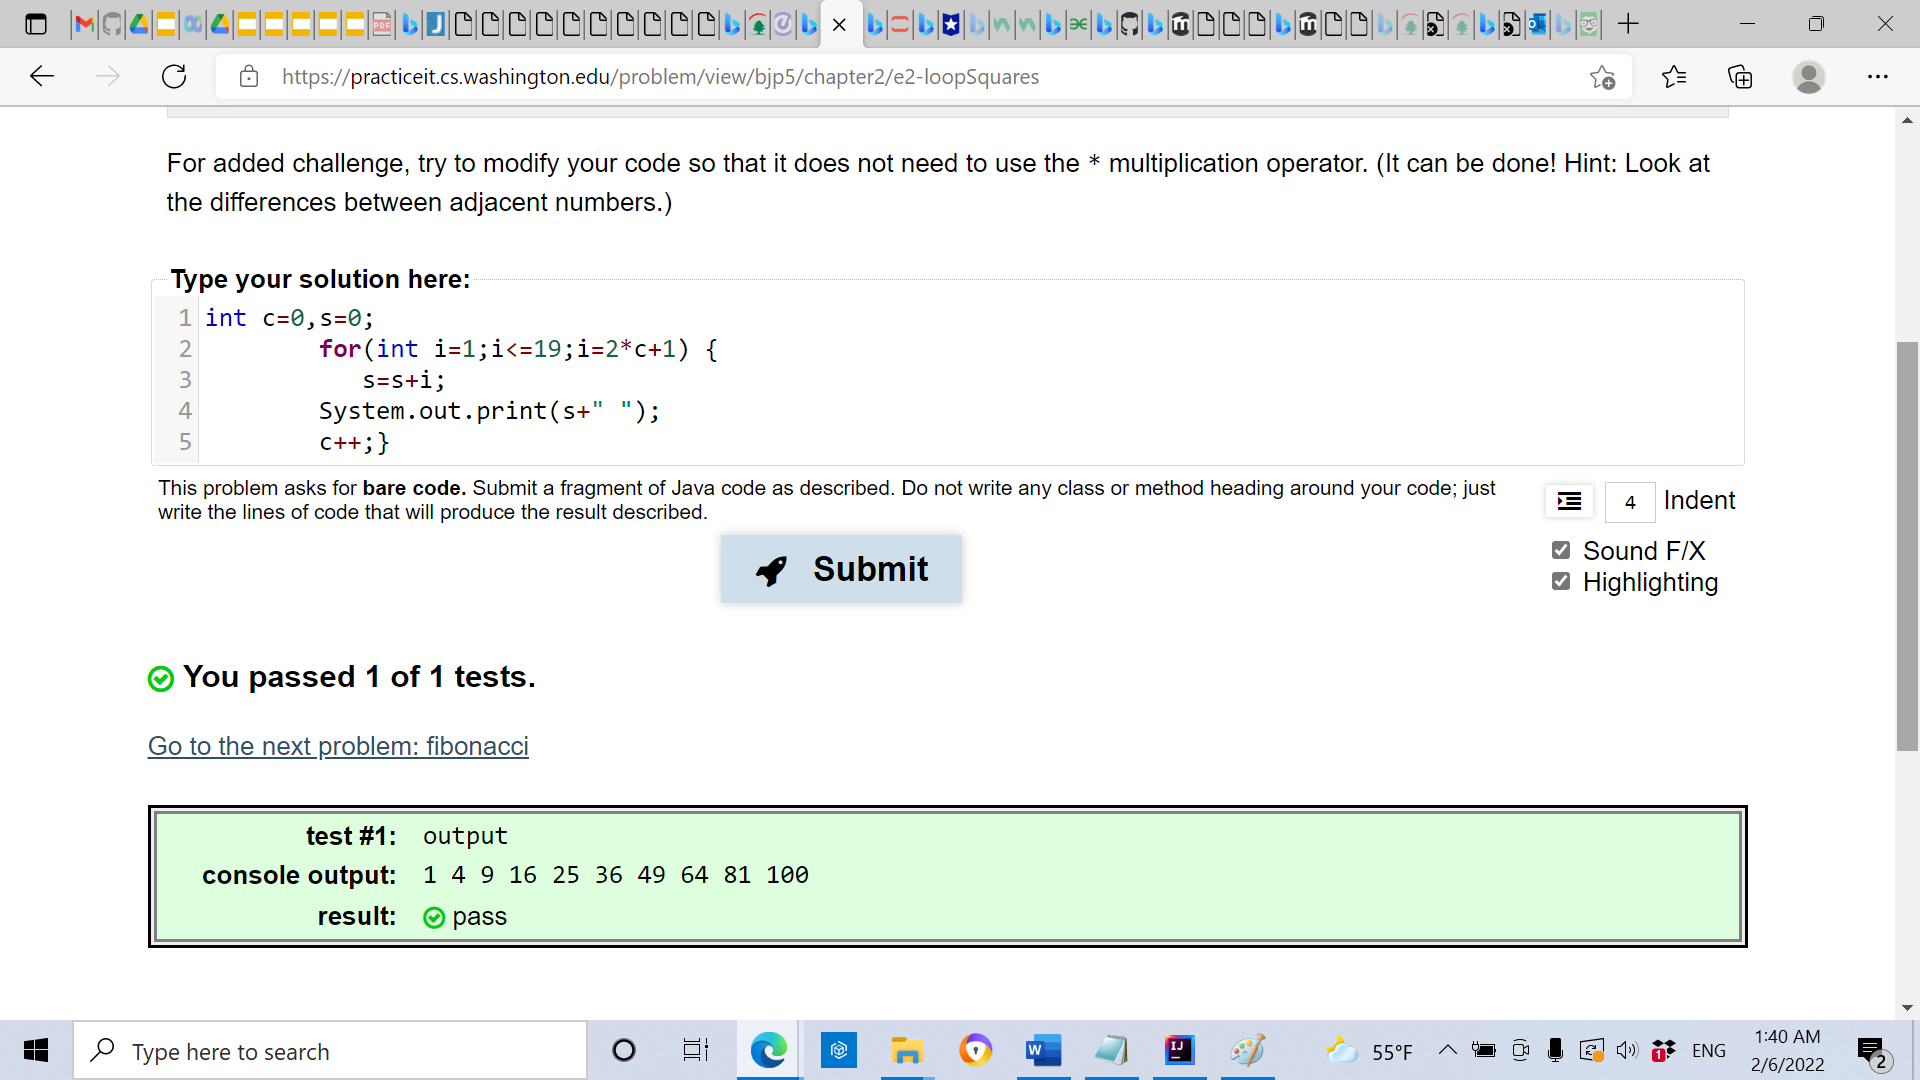 https://practiceit.cs.washington.edu/problem/view/bjp5/chapter2/e2-loopSquares
For added challenge, try to modify your code so that it does not need to use the * multiplication operator. (It can be done! Hint: Look at
the differences between adjacent numbers.)
Type your solution here:
1 int c=0,s=0;
2 for(int i=1;i<=19;i=2*c+1) {
3 s=s+i;
4 System.out.print(s+" ");
5 c++;}
This problem asks for bare code. Submit a fragment of Java code as described. Do not write any class or method heading around your code; just
write the lines of code that will produce the result described.
4 Indent
Sound F/X
Highlighting
Submit
You passed 1 of 1 tests.
Go to the next problem: fibonacci
test #1: output
console output: 1 4 9 16 25 36 49 64 81 100
result: pass
Type here to search
55°F
ENG
1:40 AM
2/6/2022
2